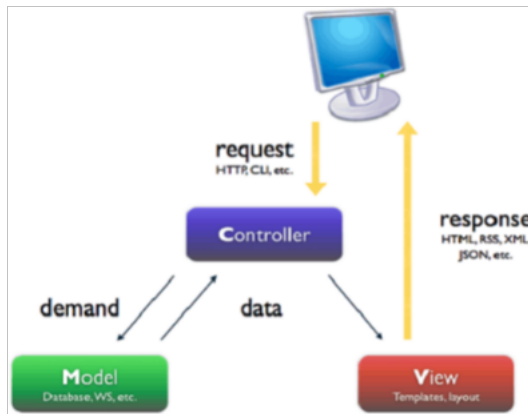 request
HTTP, CLI, etc.
Controller
response
HTML, RSS, XML
JSON, etc.
demand
data
Model
Database, WS, etc.
View
Templates, layout